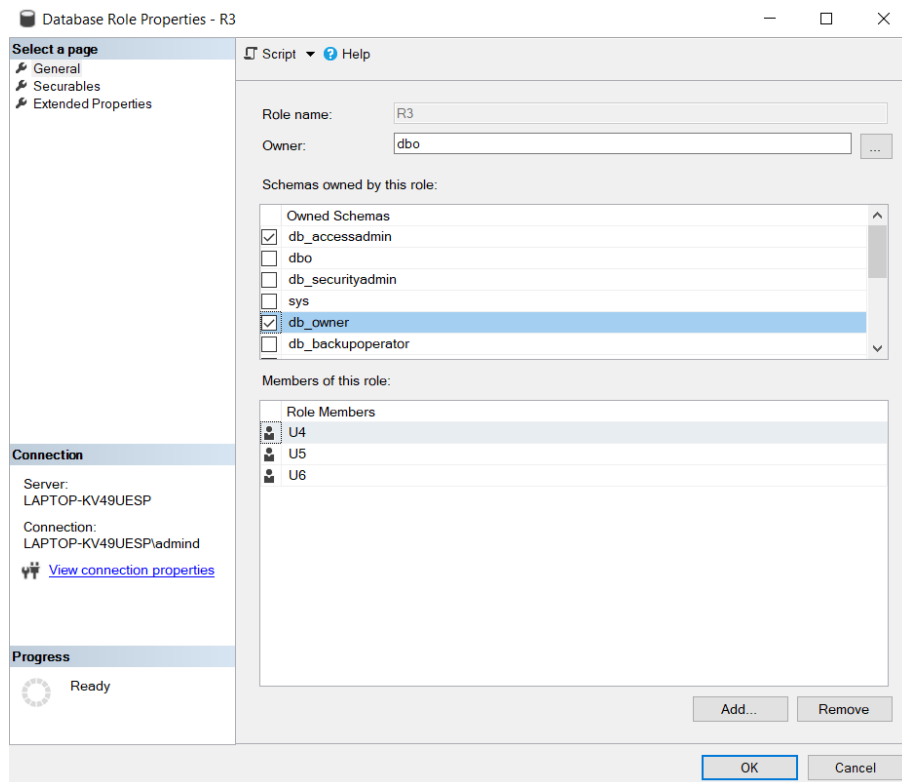 Database Role Properties - R3
Select a page
General
Securables
Extended Properties
Script
Help
Role name: R3
Owner: dbo
...
Schemas owned by this role:
Owned Schemas
db_accessadmin
dbo
db_securityadmin
sys
db_owner
db_backupoperator
Members of this role:
Role Members
U4
U5
U6
Connection
Server:
LAPTOP-KV49UESP
Connection:
LAPTOP-KV49UESP\admind
View connection properties
Progress
Ready
Add...
Remove
OK
Cancel